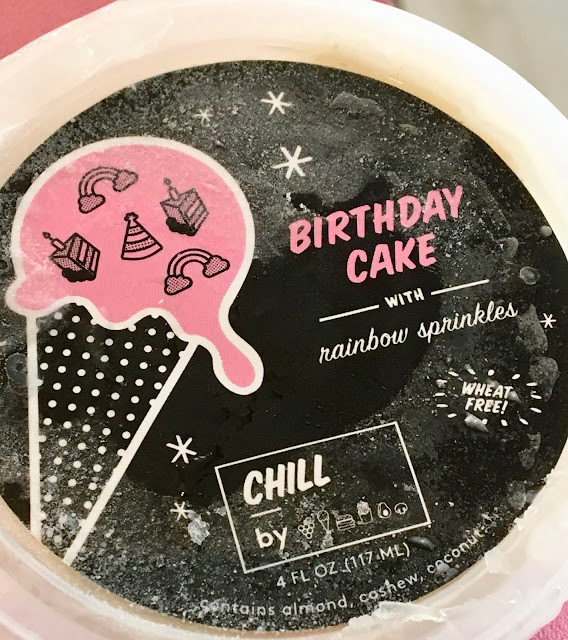 BIRTHDAY
CAKE
WITH
rainbow sprinkles
WHEAT
FREE!
CHILL
by
4 FL OZ (117 ML)
Contains almond, cashew, coconut